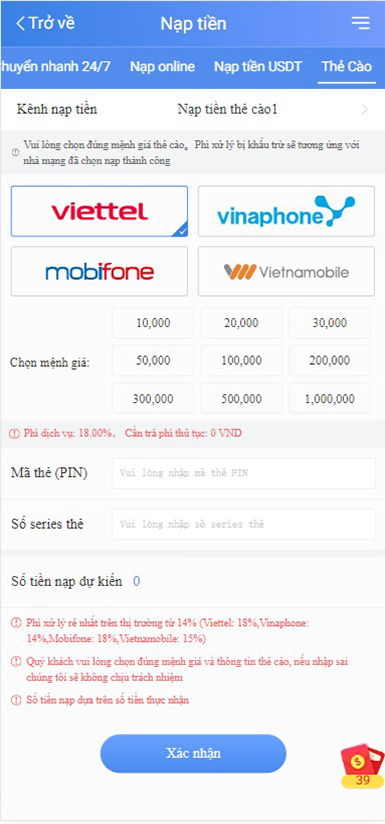 Trở về Nạp tiền
huyển nhanh 24/7 Nạp online Nạp tiền USDT Thẻ Cào
Kênh nạp tiền Nạp tiền thẻ cào1
Vui lòng chọn đúng mệnh giá thẻ cào。 Phí xử lý bị khấu trừ sẽ tương ứng với
nhà mạng đã chọn nạp thành công
viettel vinaphone
mobifone Vietnamobile
10,000 20,000 30,000
Chọn mệnh giá: 50,000 100,000 200,000
300,000 500,000 1,000,000
Phí dịch vụ: 18.00%, Cần trả phí thủ tục: 0 VND
Mã thẻ (PIN) Vui lòng nhập mã thẻ PIN
Số series thẻ Vui lòng nhập số series thẻ
Số tiền nạp dự kiến 0
Phí xử lý rẻ nhất trên thị trường từ 14% (Viettel: 18%,Vinaphone:
14%,Mobifone: 18%,Vietnamobile: 15%)
Quý khách vui lòng chọn đúng mệnh giá và thông tin thẻ cào, nếu nhập sai
chúng tôi sẽ không chịu trách nhiệm
Số tiền nạp dựa trên số tiền thực nhận
Xác nhận
39